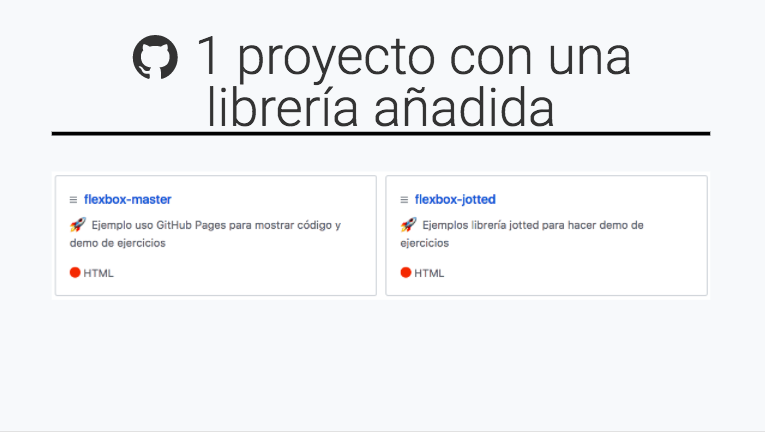 1 proyecto con una
librería añadida
flexbox-master
🚀 Ejemplo uso GitHub Pages para mostrar código y
demo de ejercicios
HTML
flexbox-jotted
🚀 Ejemplos librería jotted para hacer demo de
ejercicios
HTML